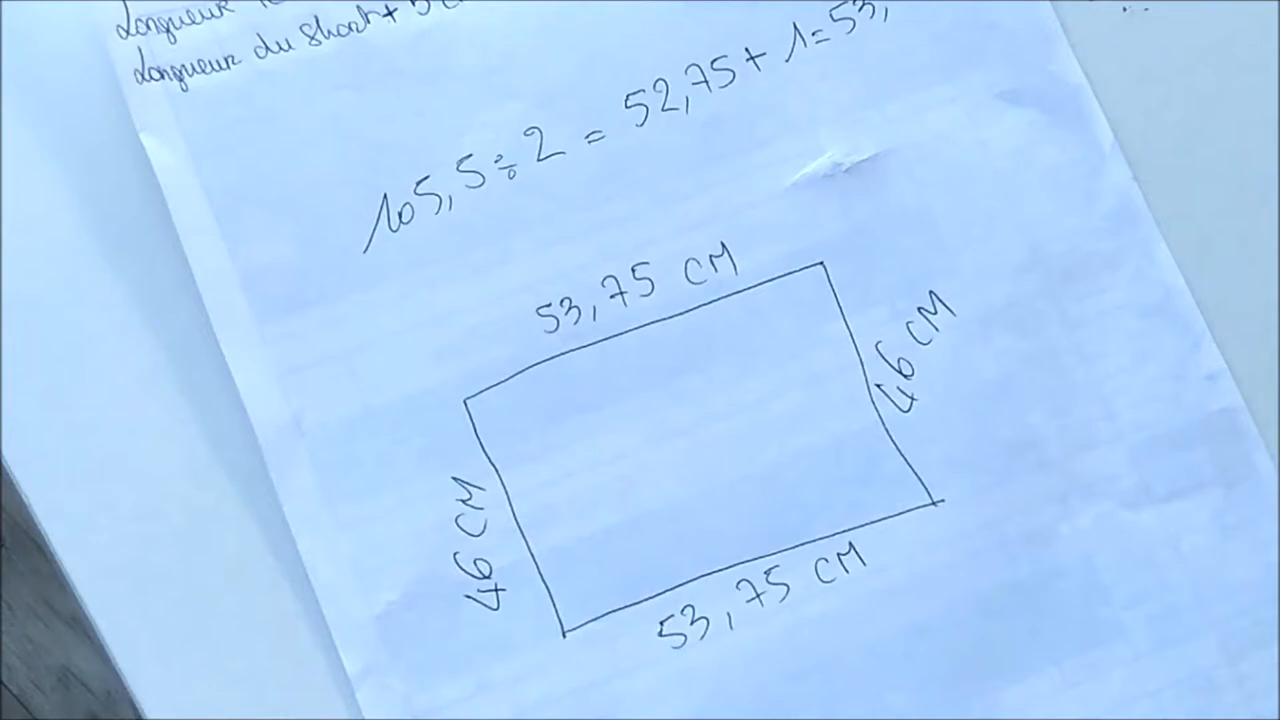 Longueur
Longueur du short + 5
105,5 ÷ 2 = 52,75 + 1 = 53,
53,75 CM
46 CM
46 CM
53,75 CM